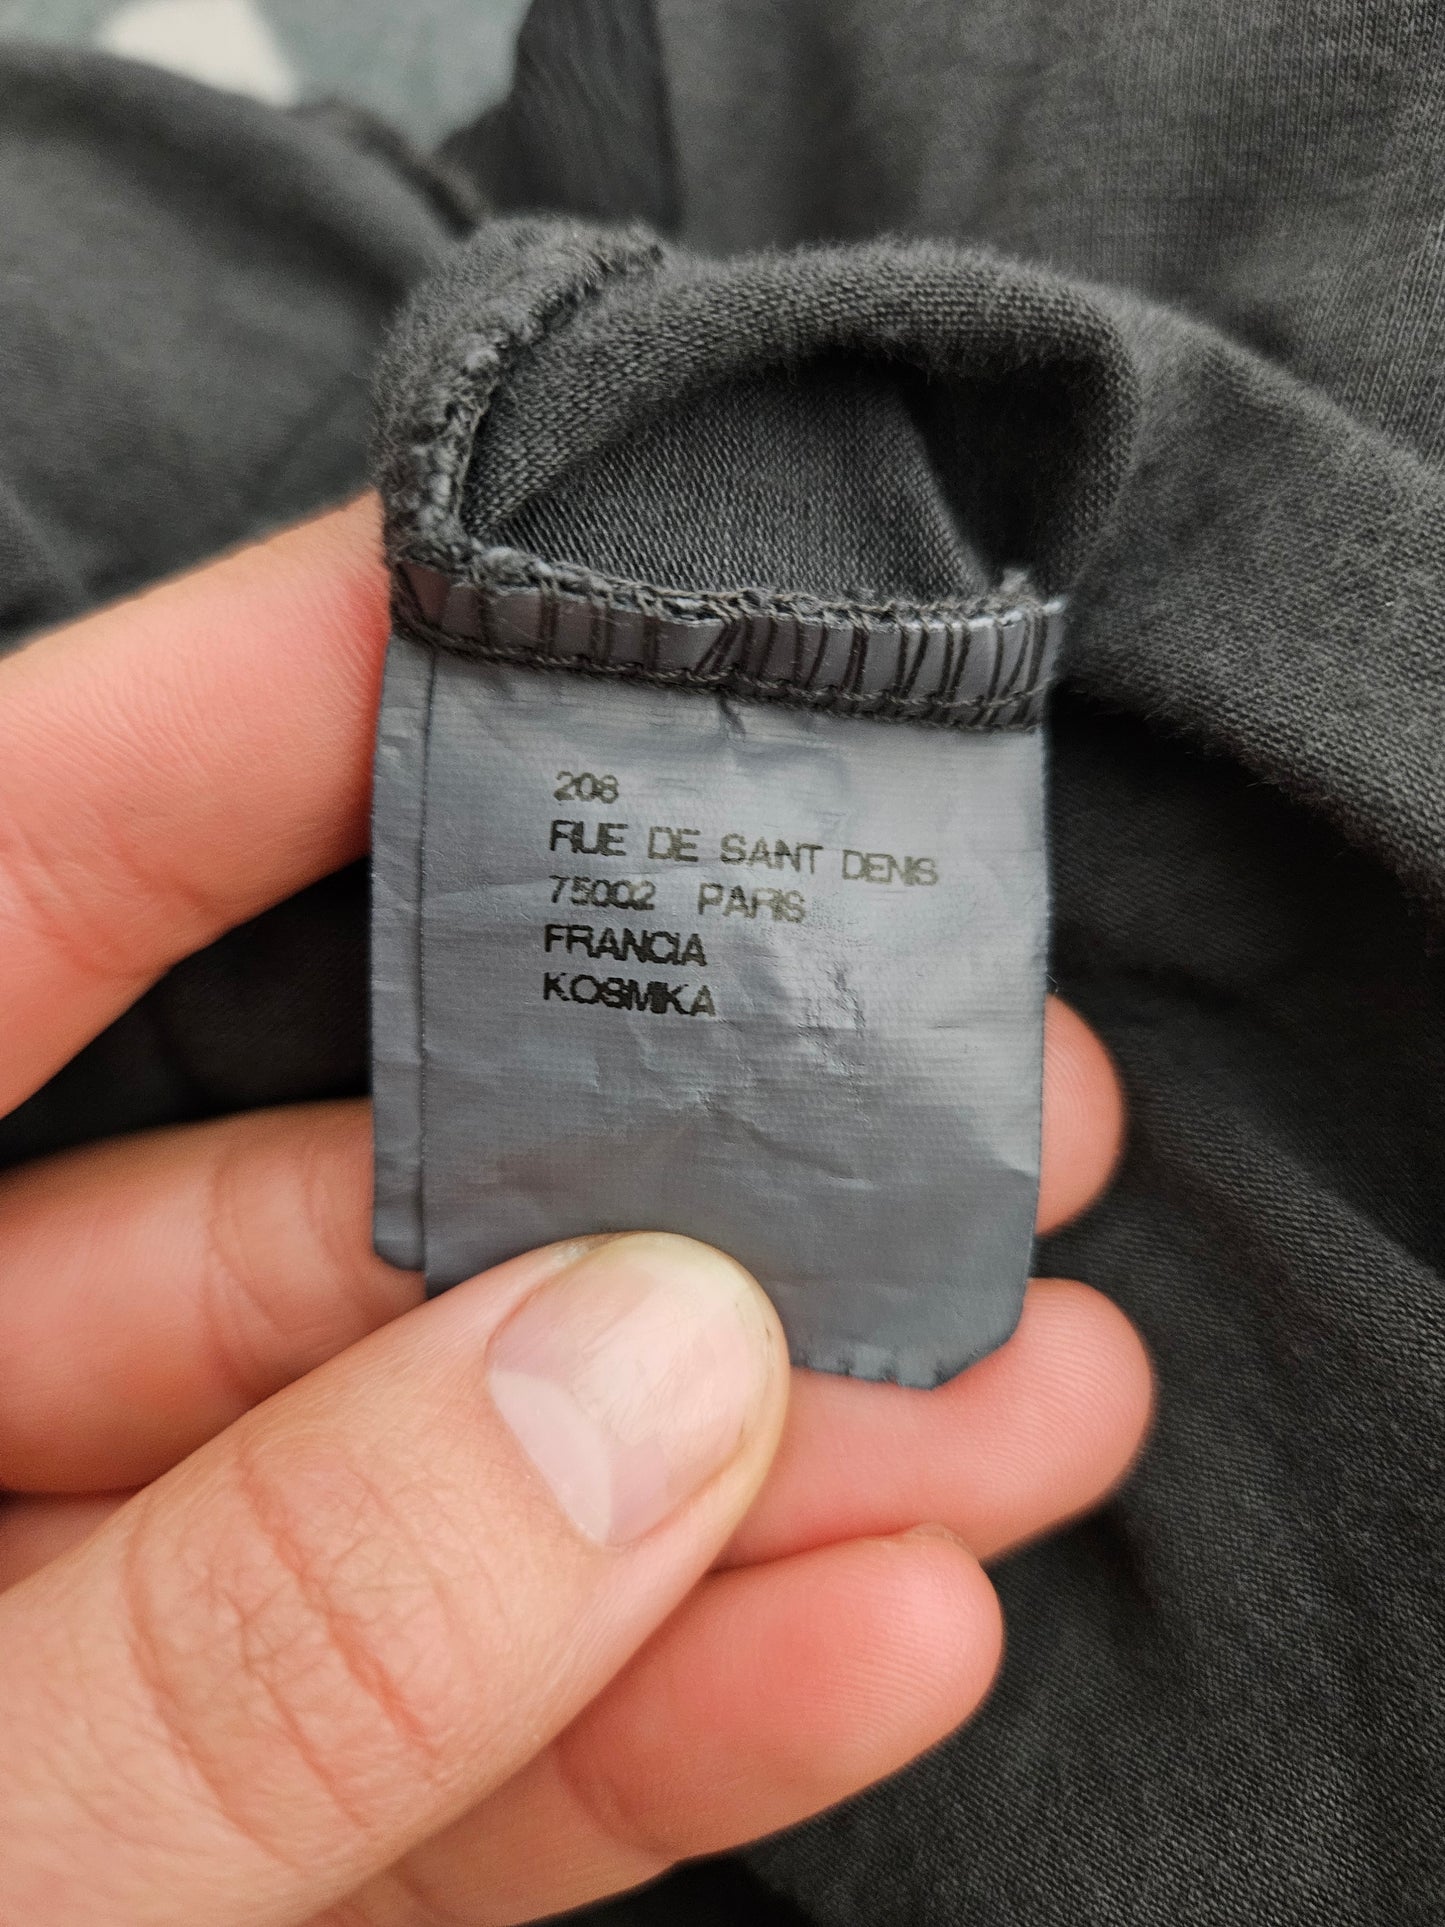 208
RUE DE SANT DENIS
75002 PARIS
FRANCIA
KOSMIKA